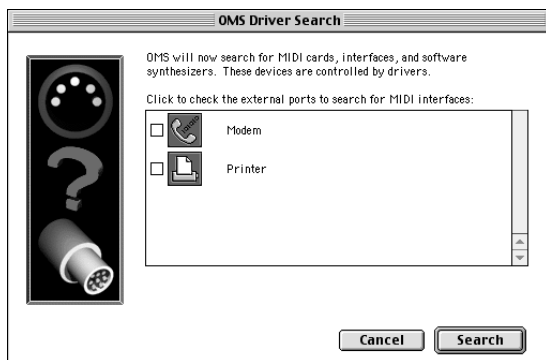 OMS Driver Search
OMS will now search for MIDI cards, interfaces, and software
synthesizers. These devices are controlled by drivers.
Click to check the external ports to search for MIDI interfaces:
Modem
Printer
Cancel Search